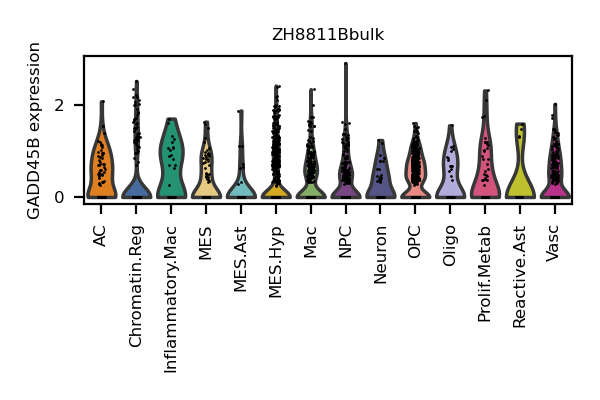 ZH8811Bbulk
GADD45B expression
2
0
AC
Chromatin.Reg
Inflammatory.Mac
MES
MES.Ast
MES.Hyp
Mac
NPC
Neuron
OPC
Oligo
Prolif.Metab
Reactive.Ast
Vasc